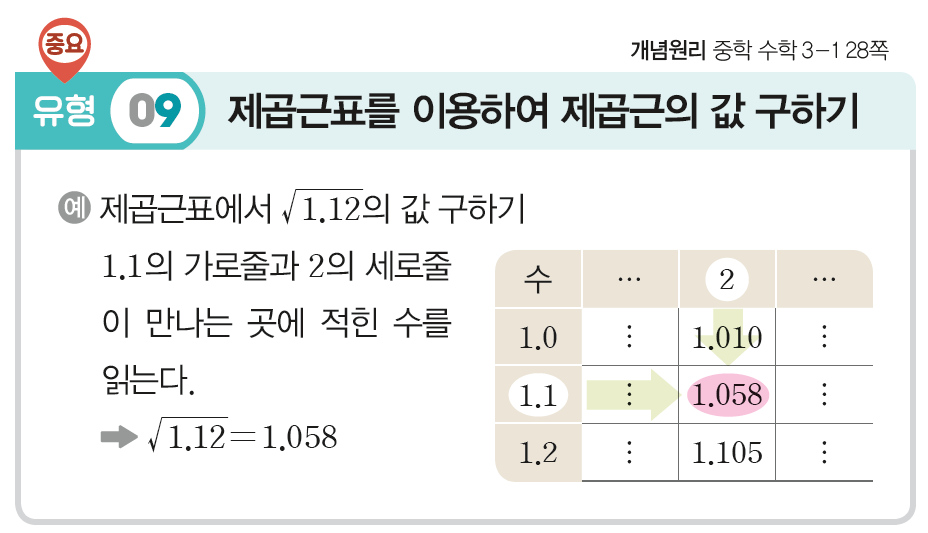 중요
개념원리 중학 수학 3-1 28쪽
유형 09 제곱근표를 이용하여 제곱근의 값 구하기
예 제곱근표에서 √1.12의 값 구하기
1.1의 가로줄과 2의 세로줄
이 만나는 곳에 적힌 수를
읽는다.
➡ √1.12=1.058
수 … 2 …
1.0 ⋮ 1.010 ⋮
1.1 ⋮ 1.058 ⋮
1.2 ⋮ 1.105 ⋮